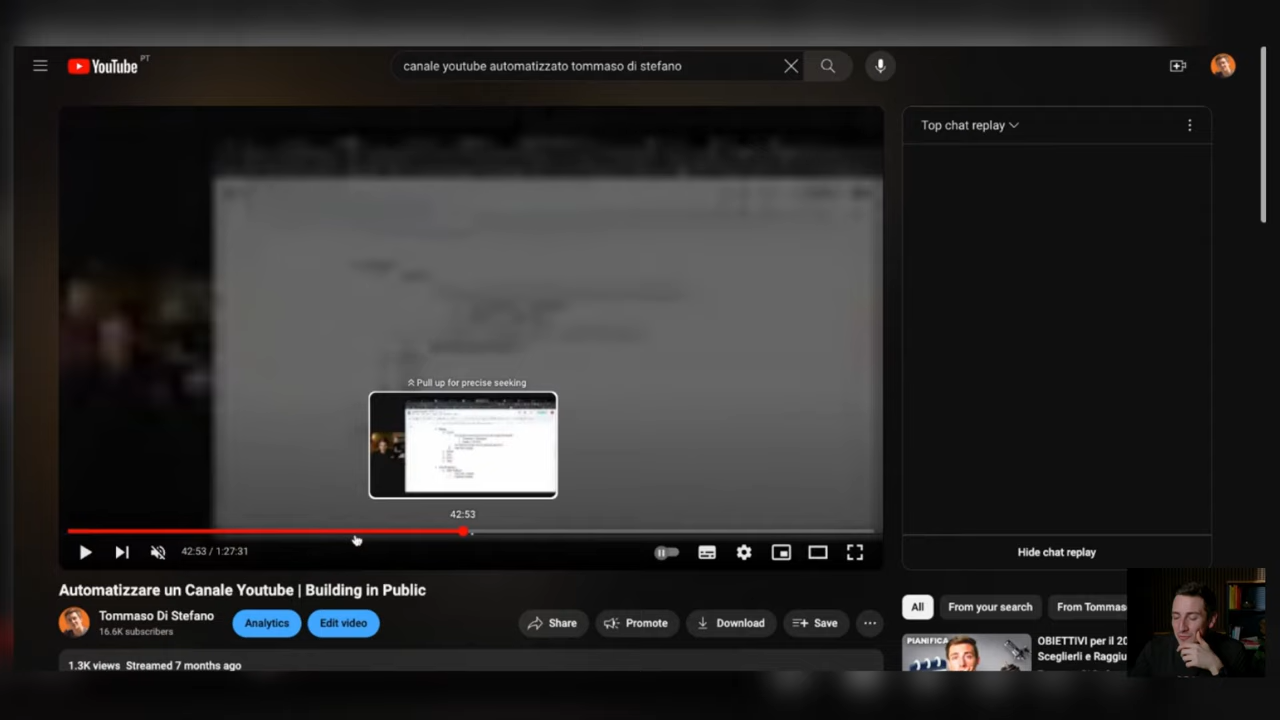 YouTube PT
canale youtube automatizzato tommaso di stefano
Top chat replay
Pull up for precise seeking
42:53
42:53 / 1:27:31
Hide chat replay
Automatizzare un Canale Youtube | Building in Public
Tommaso Di Stefano
16.6K subscribers
Analytics
Edit video
Share
Promote
Download
Save
All
From your search
From Tommas
1.3K views Streamed 7 months ago
PIANIFICA
OBIETTIVI per il 20
Sceglierli e Raggiu